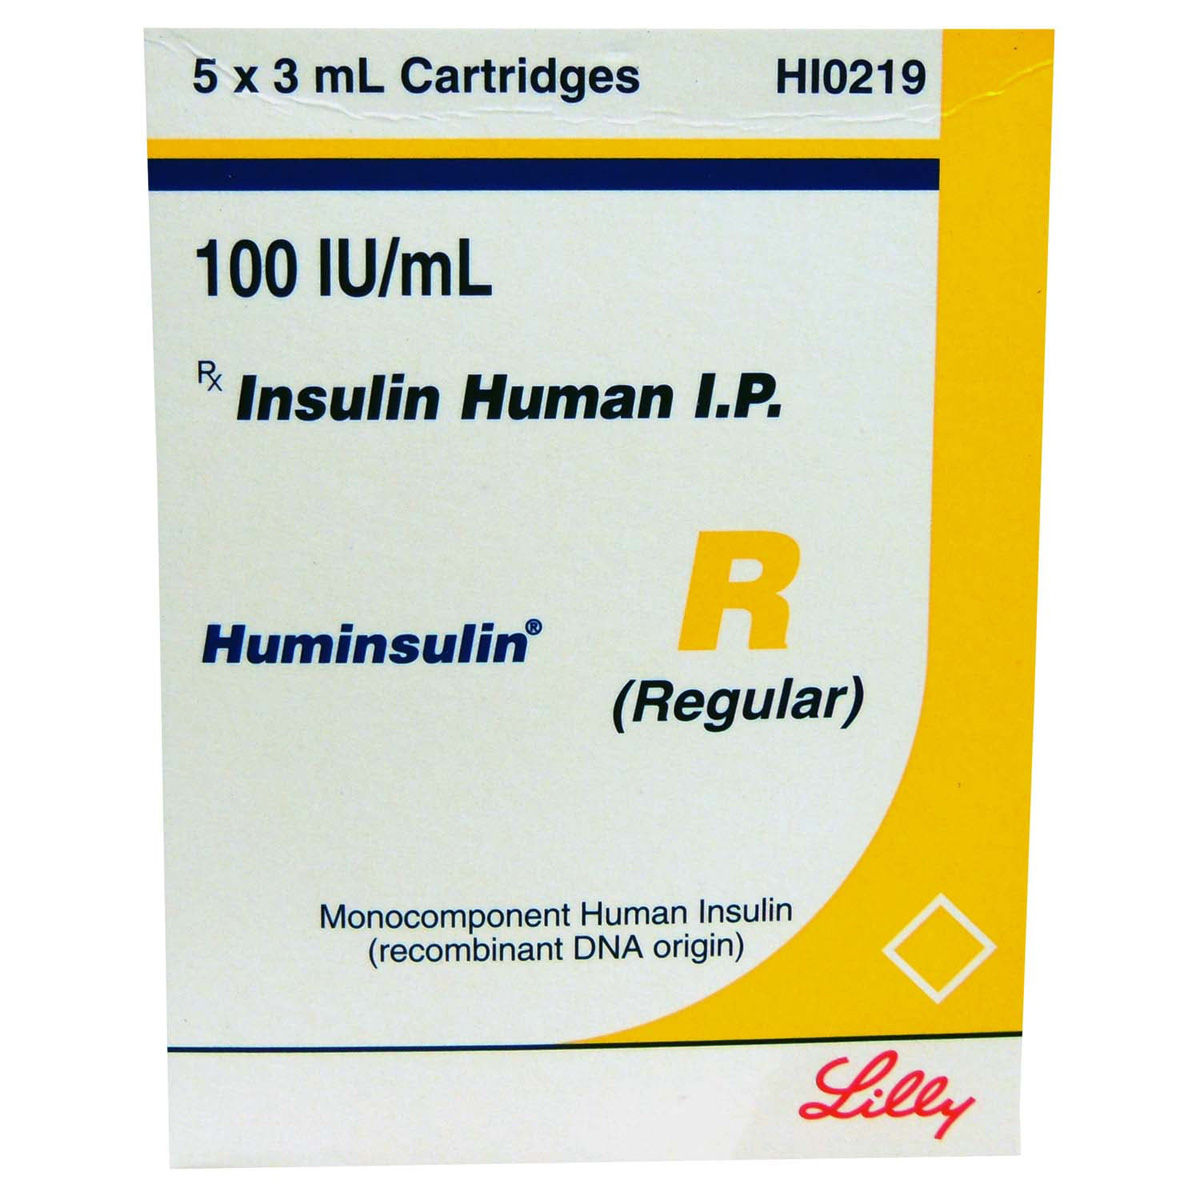 5 x 3 mL Cartridges HI0219
100 IU/mL
Rx Insulin Human I.P.
R
Huminsulin®
(Regular)
Monocomponent Human Insulin
(recombinant DNA origin)
Lilly